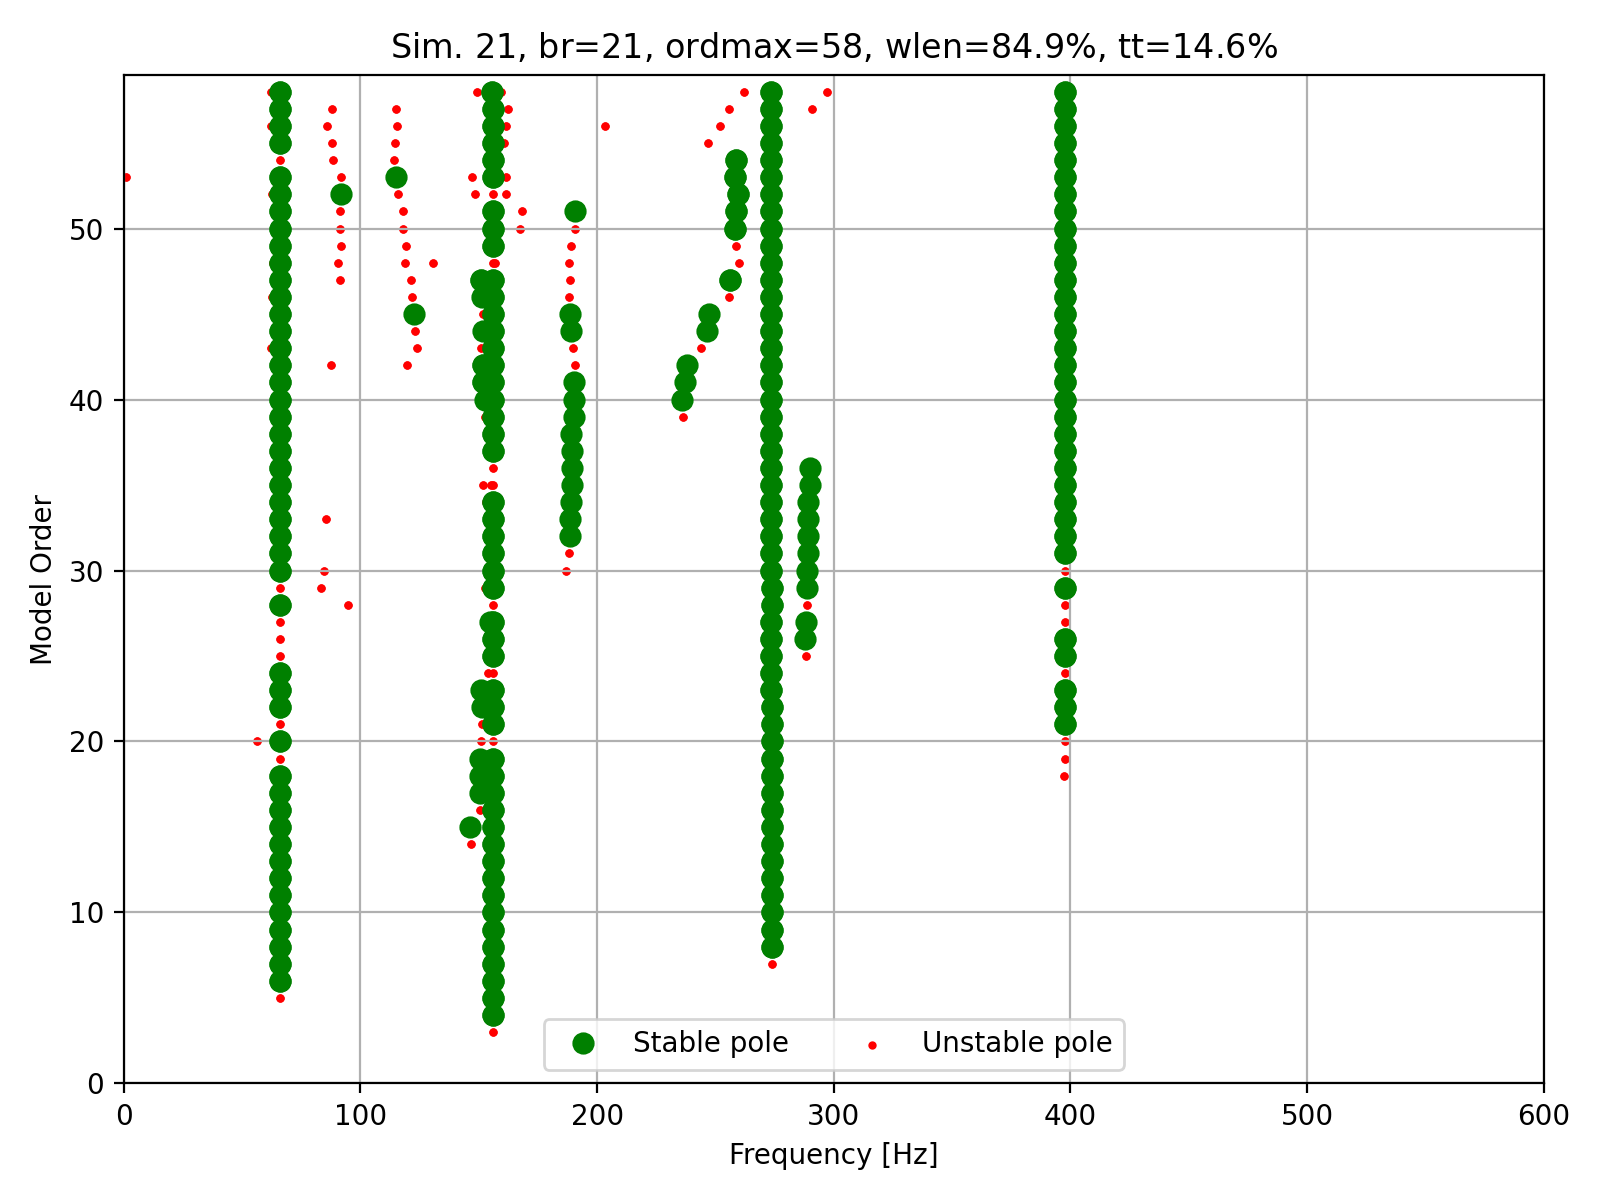 Sim. 21, br=21, ordmax=58, wlen=84.9%, tt=14.6%
Model Order
50
40
30
20
10
0
Stable pole Unstable pole
0 100 200 300 400 500 600
Frequency [Hz]